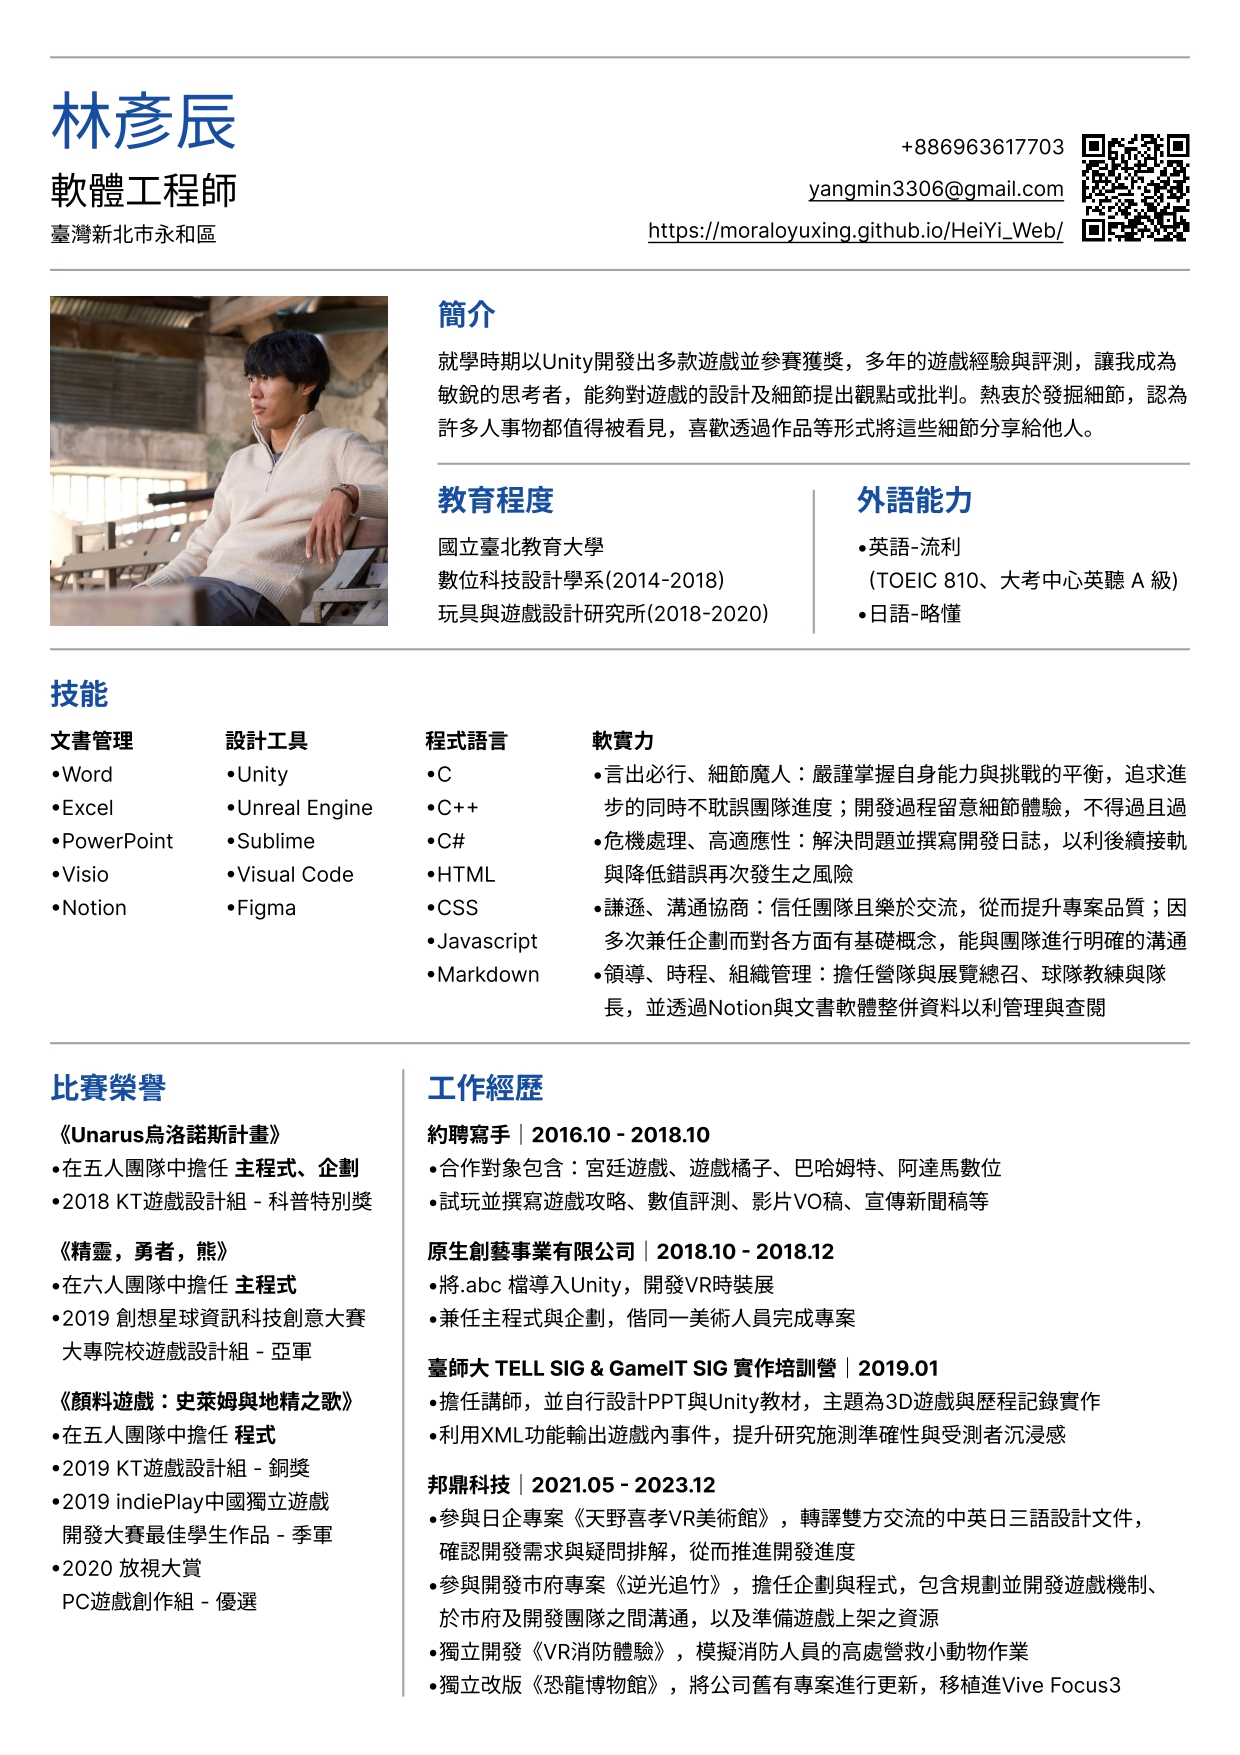 林彥辰
軟體工程師
臺灣新北市永和區
+886963617703
yangmin3306@gmail.com
https://moraloyuxing.github.io/HeiYi_Web/
簡介
就學時期以Unity開發出多款遊戲並參賽獲獎，多年的遊戲經驗與評測，讓我成為
敏銳的思考者，能夠對遊戲的設計及細節提出觀點或批判。熱衷於發掘細節，認為
許多人事物都值得被看見，喜歡透過作品等形式將這些細節分享給他人。
教育程度
國立臺北教育大學
數位科技設計學系(2014-2018)
玩具與遊戲設計研究所(2018-2020)
外語能力
•英語-流利
(TOEIC 810、大考中心英聽 A 級)
•日語-略懂
技能
文書管理
•Word
•Excel
•PowerPoint
•Visio
•Notion
設計工具
•Unity
•Unreal Engine
•Sublime
•Visual Code
•Figma
程式語言
•C
•C++
•C#
•HTML
•CSS
•Javascript
•Markdown
軟實力
•言出必行、細節魔人：嚴謹掌握自身能力與挑戰的平衡，追求進
步的同時不耽誤團隊進度；開發過程留意細節體驗，不得過且過
•危機處理、高適應性：解決問題並撰寫開發日誌，以利後續接軌
與降低錯誤再次發生之風險
•謙遜、溝通協商：信任團隊且樂於交流，從而提升專案品質；因
多次兼任企劃而對各方面有基礎概念，能與團隊進行明確的溝通
•領導、時程、組織管理：擔任營隊與展覽總召、球隊教練與隊
長，並透過Notion與文書軟體整併資料以利管理與查閱
比賽榮譽
《Unarus烏洛諾斯計畫》
•在五人團隊中擔任 主程式、企劃
•2018 KT遊戲設計組 - 科普特別獎
《精靈，勇者，熊》
•在六人團隊中擔任 主程式
•2019 創想星球資訊科技創意大賽
大專院校遊戲設計組 - 亞軍
《顏料遊戲：史萊姆與地精之歌》
•在五人團隊中擔任 程式
•2019 KT遊戲設計組 - 銅獎
•2019 indiePlay中國獨立遊戲
開發大賽最佳學生作品 - 季軍
•2020 放視大賞
PC遊戲創作組 - 優選
工作經歷
約聘寫手｜2016.10 - 2018.10
•合作對象包含：宮廷遊戲、遊戲橘子、巴哈姆特、阿達馬數位
•試玩並撰寫遊戲攻略、數值評測、影片VO稿、宣傳新聞稿等
原生創藝事業有限公司｜2018.10 - 2018.12
•將.abc 檔導入Unity，開發VR時裝展
•兼任主程式與企劃，偕同一美術人員完成專案
臺師大 TELL SIG & GameIT SIG 實作培訓營｜2019.01
•擔任講師，並自行設計PPT與Unity教材，主題為3D遊戲與歷程記錄實作
•利用XML功能輸出遊戲內事件，提升研究施測準確性與受測者沉浸感
邦鼎科技｜2021.05 - 2023.12
•參與日企專案《天野喜孝VR美術館》，轉譯雙方交流的中英日三語設計文件，
確認開發需求與疑問排解，從而推進開發進度
•參與開發市府專案《逆光追竹》，擔任企劃與程式，包含規劃並開發遊戲機制、
於市府及開發團隊之間溝通，以及準備遊戲上架之資源
•獨立開發《VR消防體驗》，模擬消防人員的高處營救小動物作業
•獨立改版《恐龍博物館》，將公司舊有專案進行更新，移植進Vive Focus3